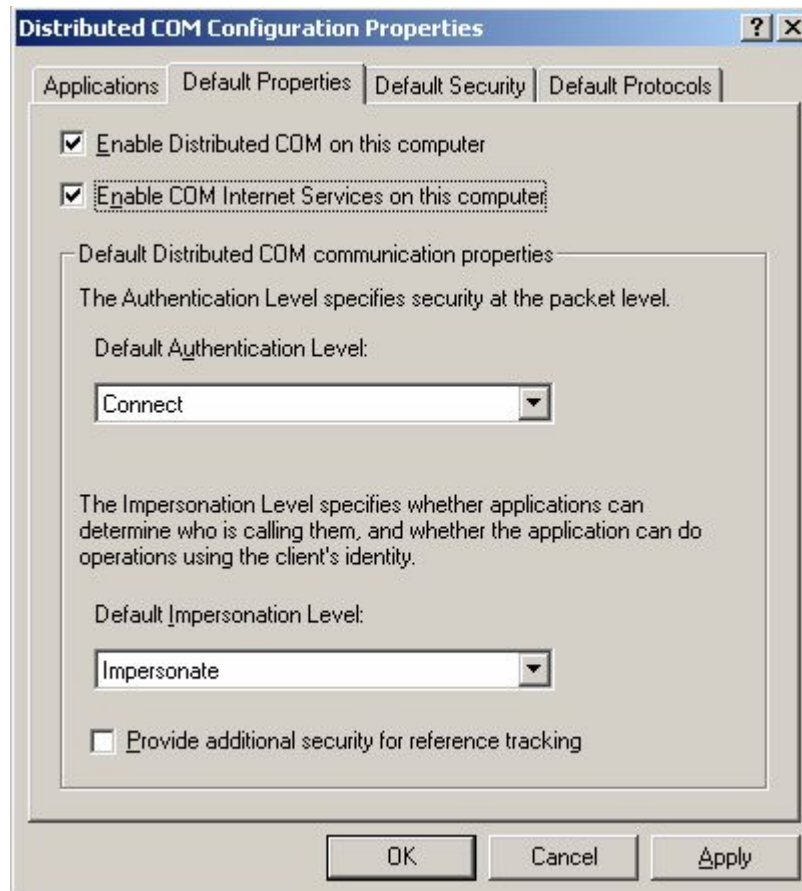 Distributed COM Configuration Properties
Applications
Default Properties
Default Security
Default Protocols
Enable Distributed COM on this computer
Enable COM Internet Services on this computer
Default Distributed COM communication properties
The Authentication Level specifies security at the packet level.
Default Authentication Level:
Connect
The Impersonation Level specifies whether applications can
determine who is calling them, and whether the application can do
operations using the client's identity.
Default Impersonation Level:
Impersonate
Provide additional security for reference tracking
OK
Cancel
Apply